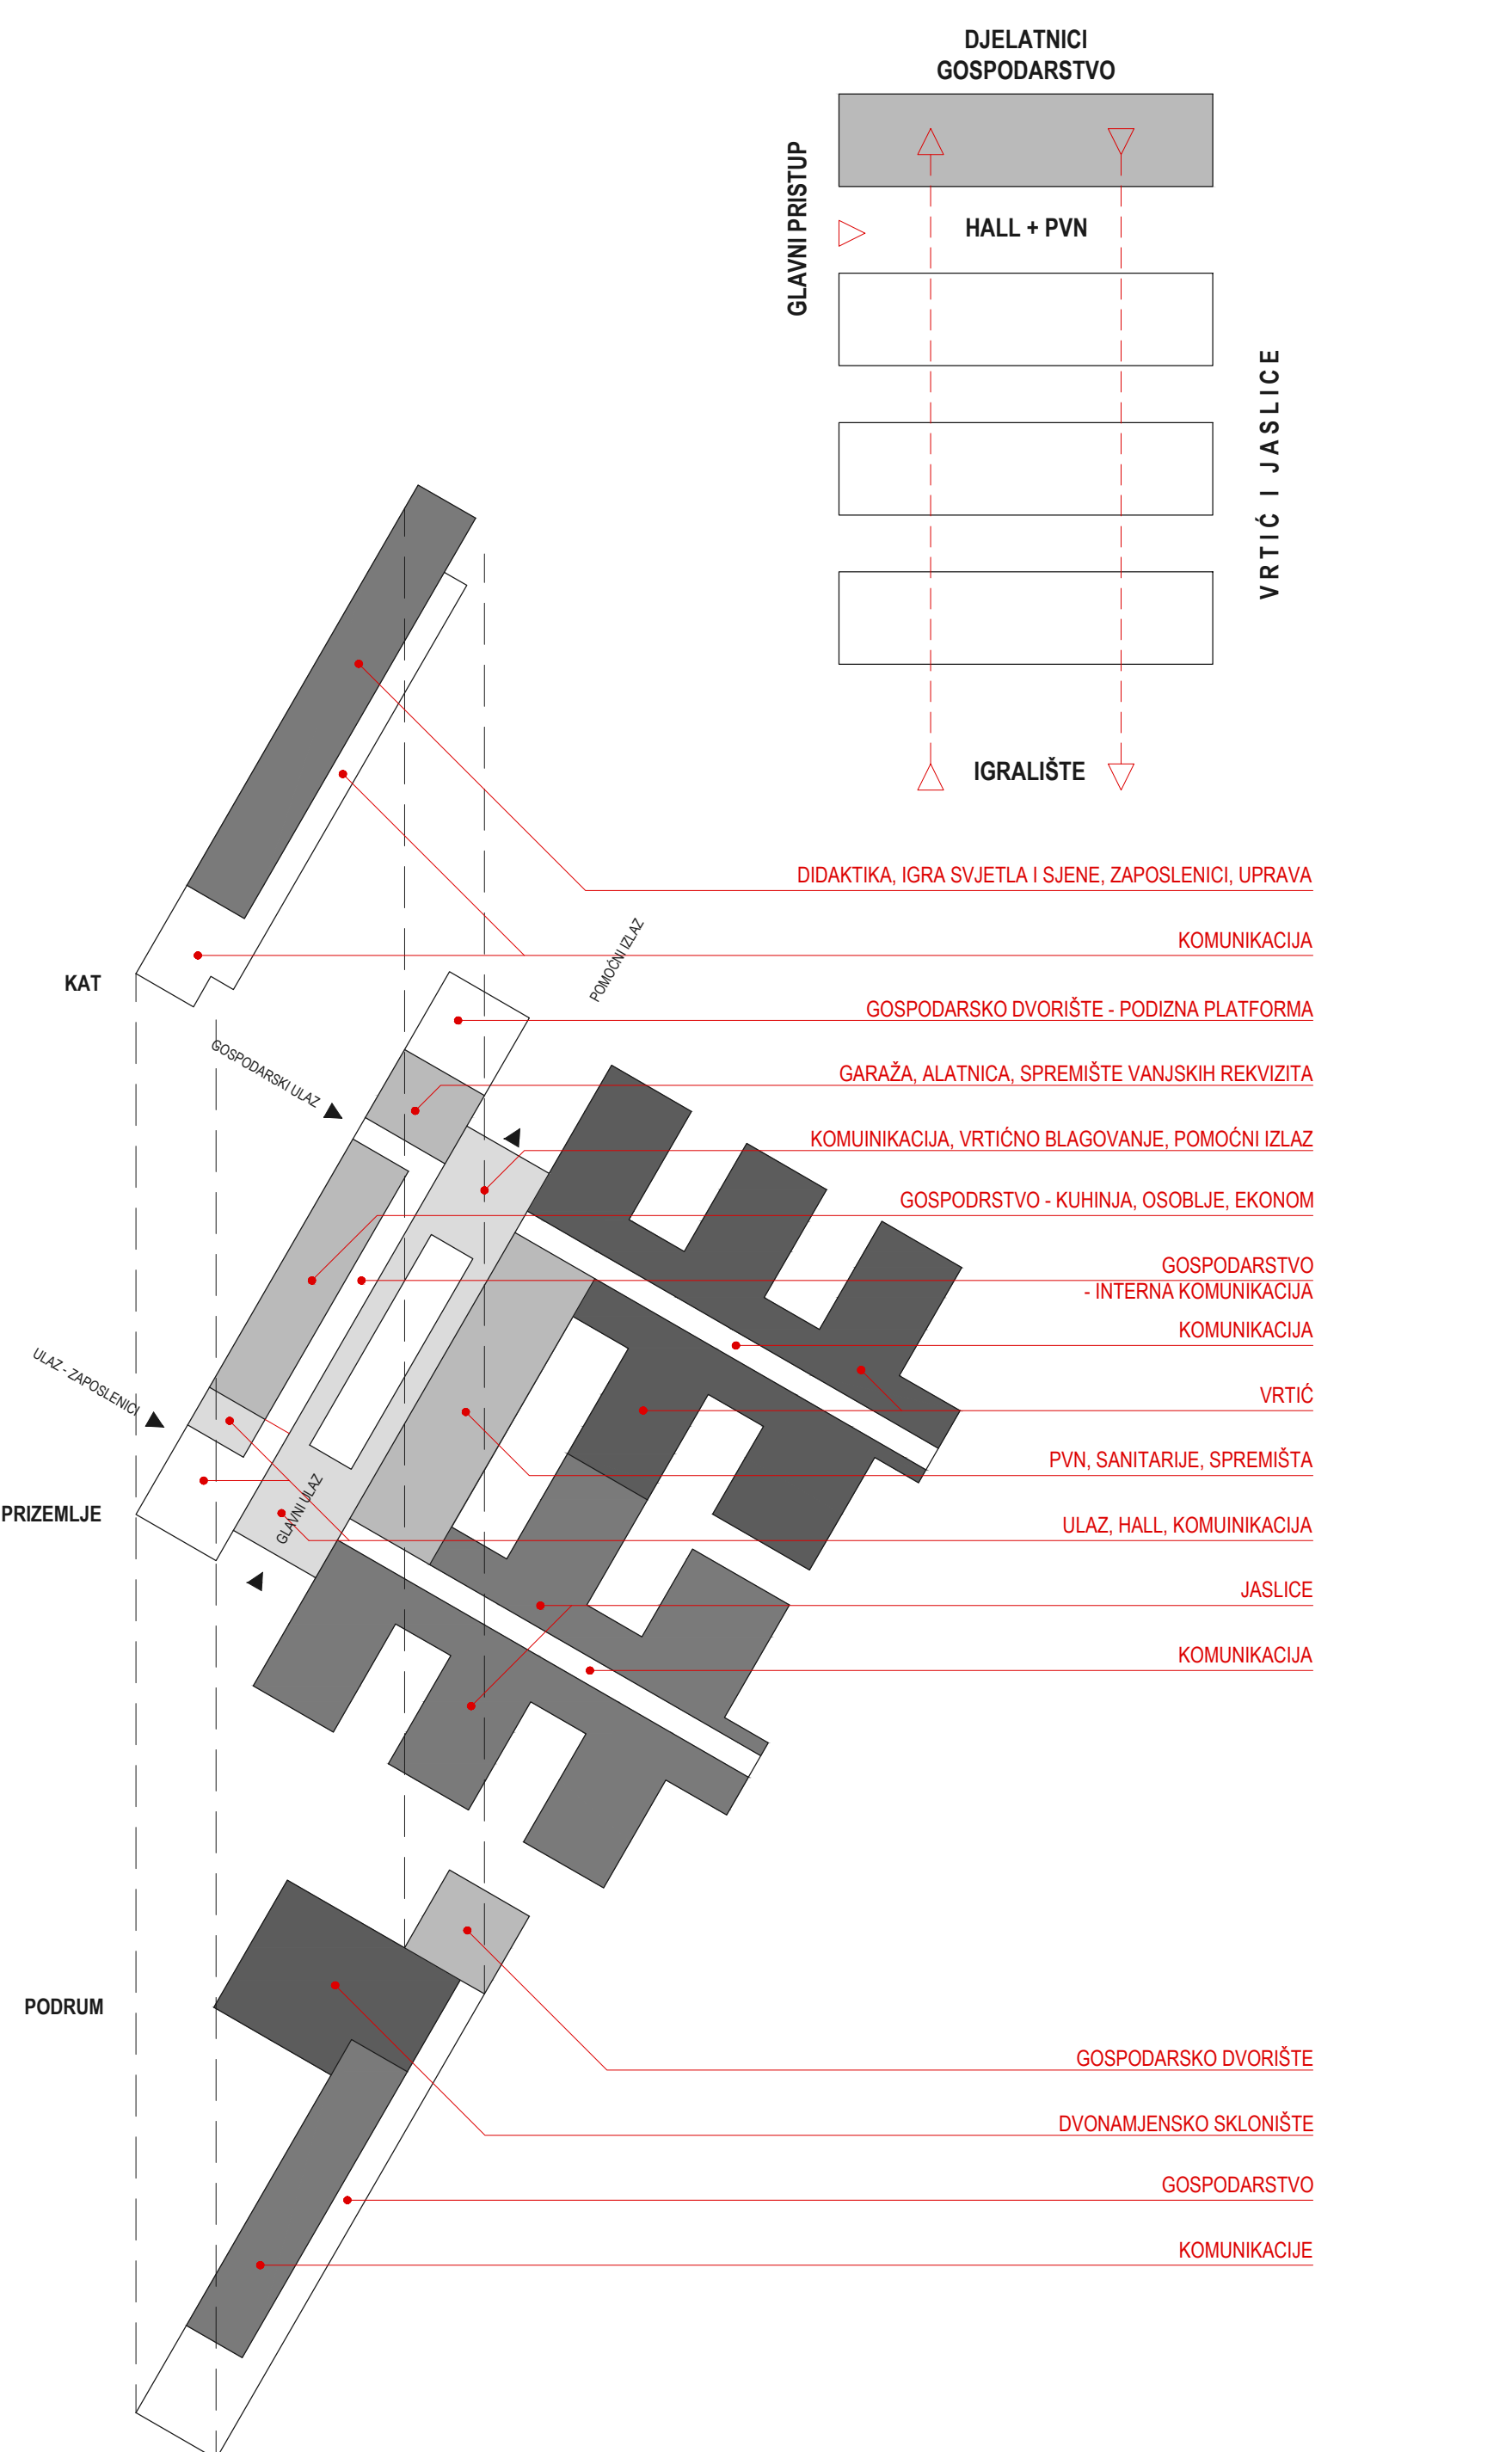 DJELATNICI
GOSPODARSTVO
GLAVNI PRISTUP
HALL + PVN
VRTIĆ I JASLICE
IGRALIŠTE
DIDAKTIKA, IGRA SVJETLA I SJENE, ZAPOSLENICI, UPRAVA
KOMUNIKACIJA
KAT
POMOĆNI IZLAZ
GOSPODARSKO DVORIŠTE - PODIZNA PLATFORMA
GOSPODARSKI ULAZ
GARAŽA, ALATNICA, SPREMIŠTE VANJSKIH REKVIZITA
KOMUINIKACIJA, VRTIĆNO BLAGOVANJE, POMOĆNI IZLAZ
GOSPODRSTVO - KUHINJA, OSOBLJE, EKONOM
GOSPODARSTVO
- INTERNA KOMUNIKACIJA
KOMUNIKACIJA
ULAZ - ZAPOSLENICI
VRTIĆ
PVN, SANITARIJE, SPREMIŠTA
GLAVNI ULAZ
PRIZEMLJE
ULAZ, HALL, KOMUINIKACIJA
JASLICE
KOMUNIKACIJA
PODRUM
GOSPODARSKO DVORIŠTE
DVONAMJENSKO SKLONIŠTE
GOSPODARSTVO
KOMUNIKACIJE